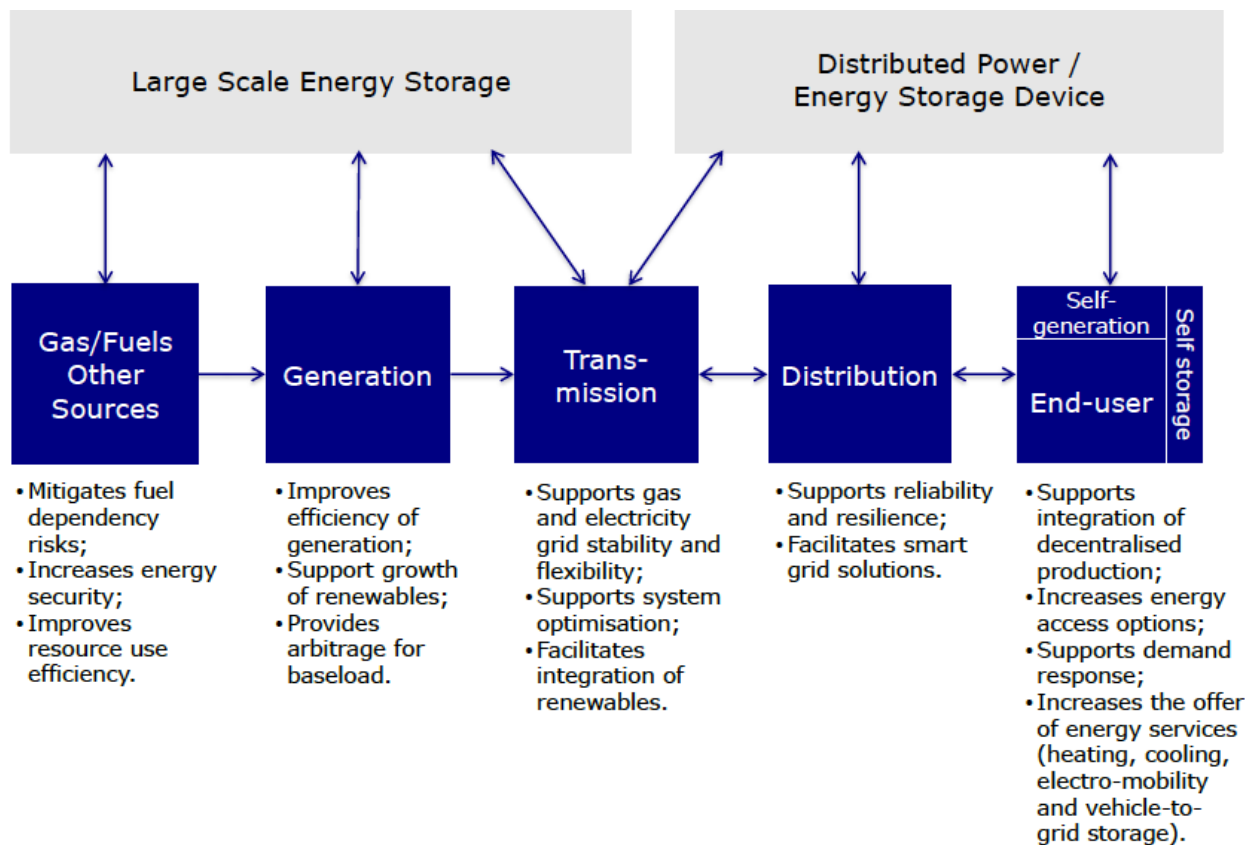 Large Scale Energy Storage
Distributed Power /
Energy Storage Device
Gas/Fuels
Other
Sources
Generation
Trans-
mission
Distribution
Self-
generation
End-user
Self storage
• Mitigates fuel
dependency
risks;
• Increases energy
security;
• Improves
resource use
efficiency.
• Improves
efficiency of
generation;
• Support growth
of renewables;
• Provides
arbitrage for
baseload.
• Supports gas
and electricity
grid stability and
flexibility;
• Supports system
optimisation;
• Facilitates
integration of
renewables.
• Supports reliability
and resilience;
• Facilitates smart
grid solutions.
• Supports
integration of
decentralised
production;
• Increases energy
access options;
• Supports demand
response;
• Increases the offer
of energy services
(heating, cooling,
electro-mobility
and vehicle-to-
grid storage).